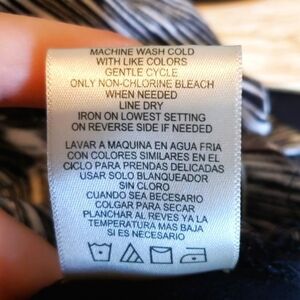 MACHINE WASH COLD
WITH LIKE COLORS
GENTLE CYCLE
ONLY NON-CHLORINE BLEACH
WHEN NEEDED
LINE DRY
IRON ON LOWEST SETTING
ON REVERSE SIDE IF NEEDED
LAVAR A MAQUINA EN AGUA FRIA
CON COLORES SIMILARES EN EL
CICLO PARA PRENDAS DELICADAS
USAR SOLO BLANQUEADOR
SIN CLORO
CUANDO SEA BECESARIO
COLGAR PARA SECAR
PLANCHAR AL REVES YA LA
TEMPERATURA MAS BAJA
SI ES NECESARIO